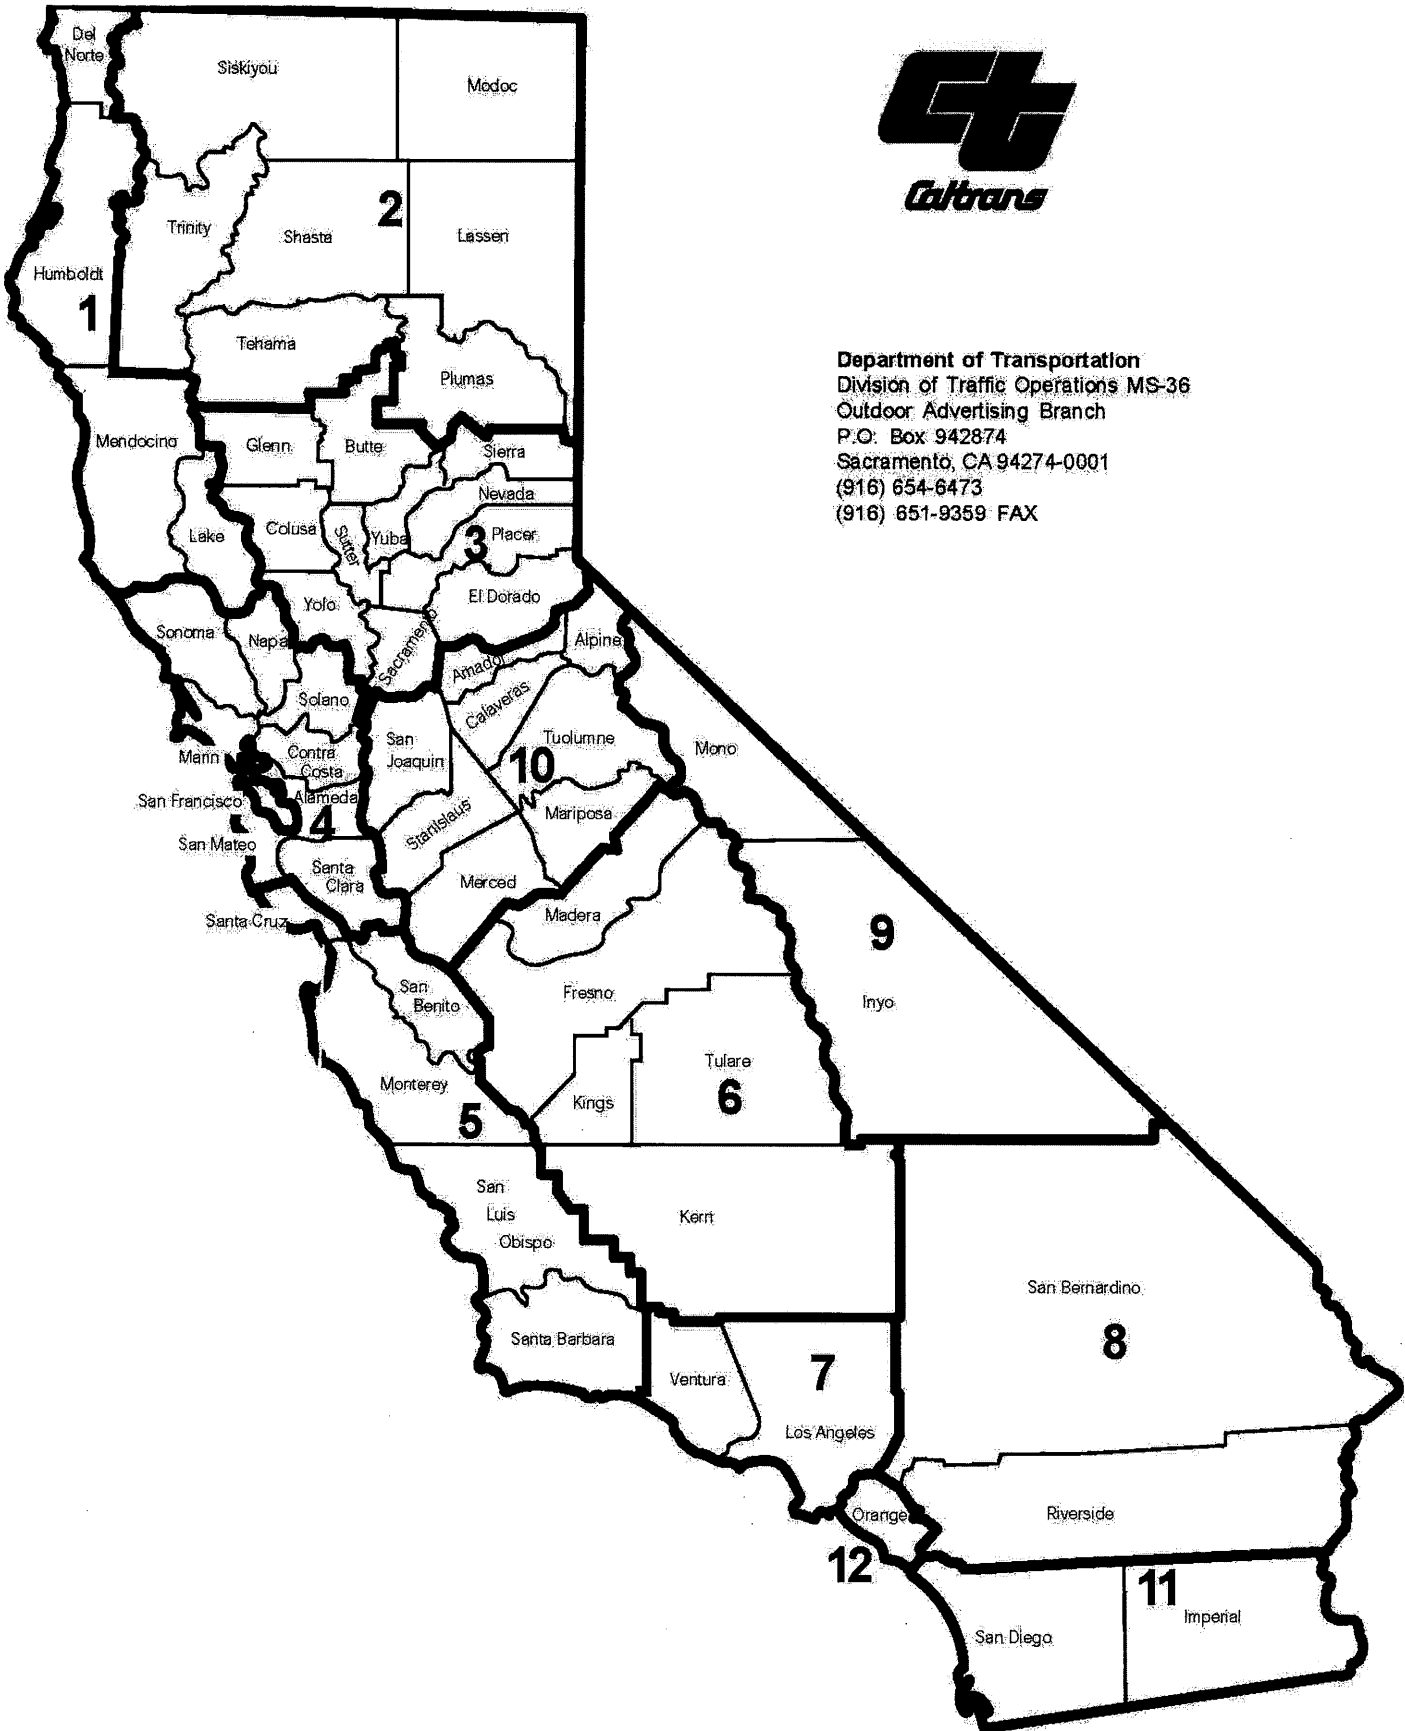 Del
Norte
Siskiyou
Modoc
Caltrans
2
Trinity
Shasta
Lassen
Humboldt
1
Tehama
Plumas
Department of Transportation
Division of Traffic Operations MS-36
Outdoor Advertising Branch
P.O. Box 942874
Sacramento, CA 94274-0001
(916) 654-6473
(916) 651-9359 FAX
Mendocino
Glenn
Butte
Sierra
Nevada
Lake
Colusa
Sutter
Yuba
3
Placer
Yolo
El Dorado
Sonoma
Napa
Sacramento
Amador
Alpine
Solano
Calaveras
Marin
Contra
Costa
San
Joaquin
10
Tuolumne
Mono
San Francisco
Alameda
4
Stanislaus
Mariposa
San Mateo
Santa
Clara
Merced
Santa Cruz
Madera
9
San
Benito
Fresno
Inyo
Monterey
5
Kings
Tulare
6
San
Luis
Obispo
Kern
San Bernardino
8
Santa Barbara
Ventura
7
Los Angeles
Orange
12
Riverside
11
Imperial
San Diego